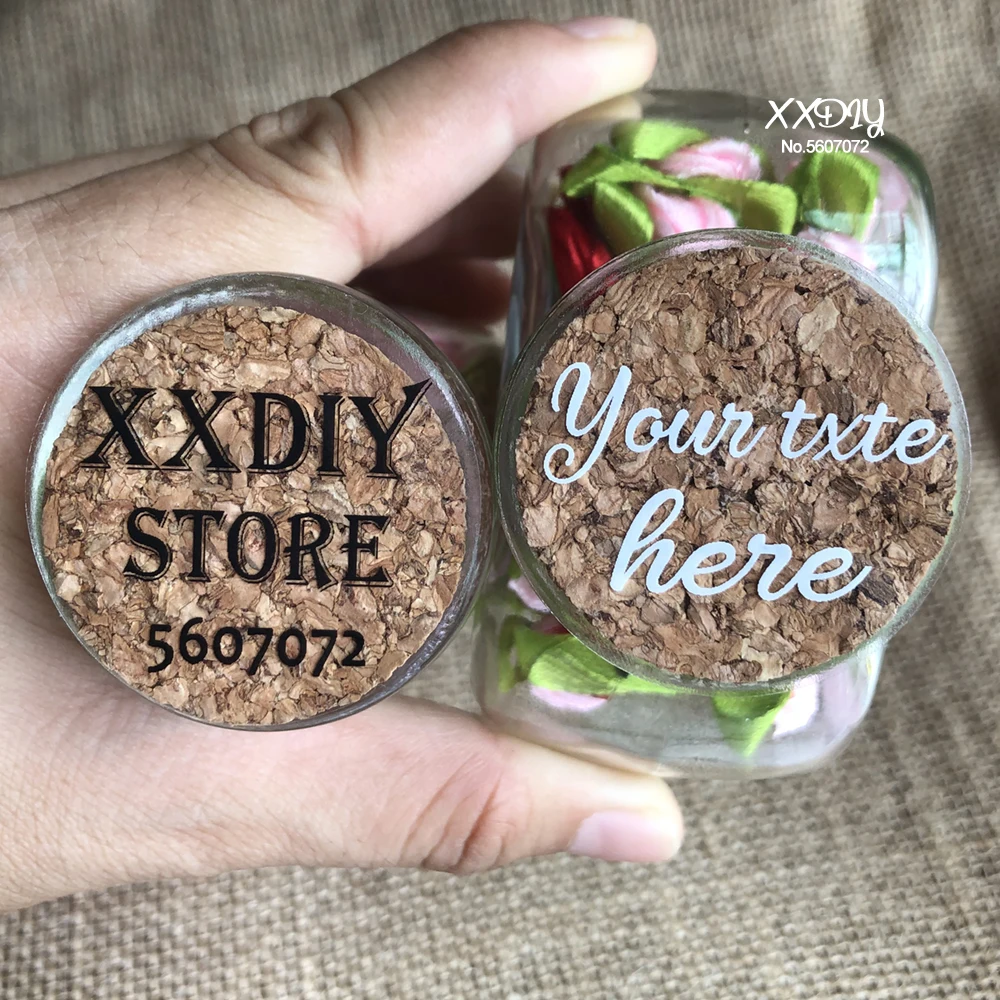 XXDIY
No.5607072
XXDIY
STORE
5607072
Your txte
here